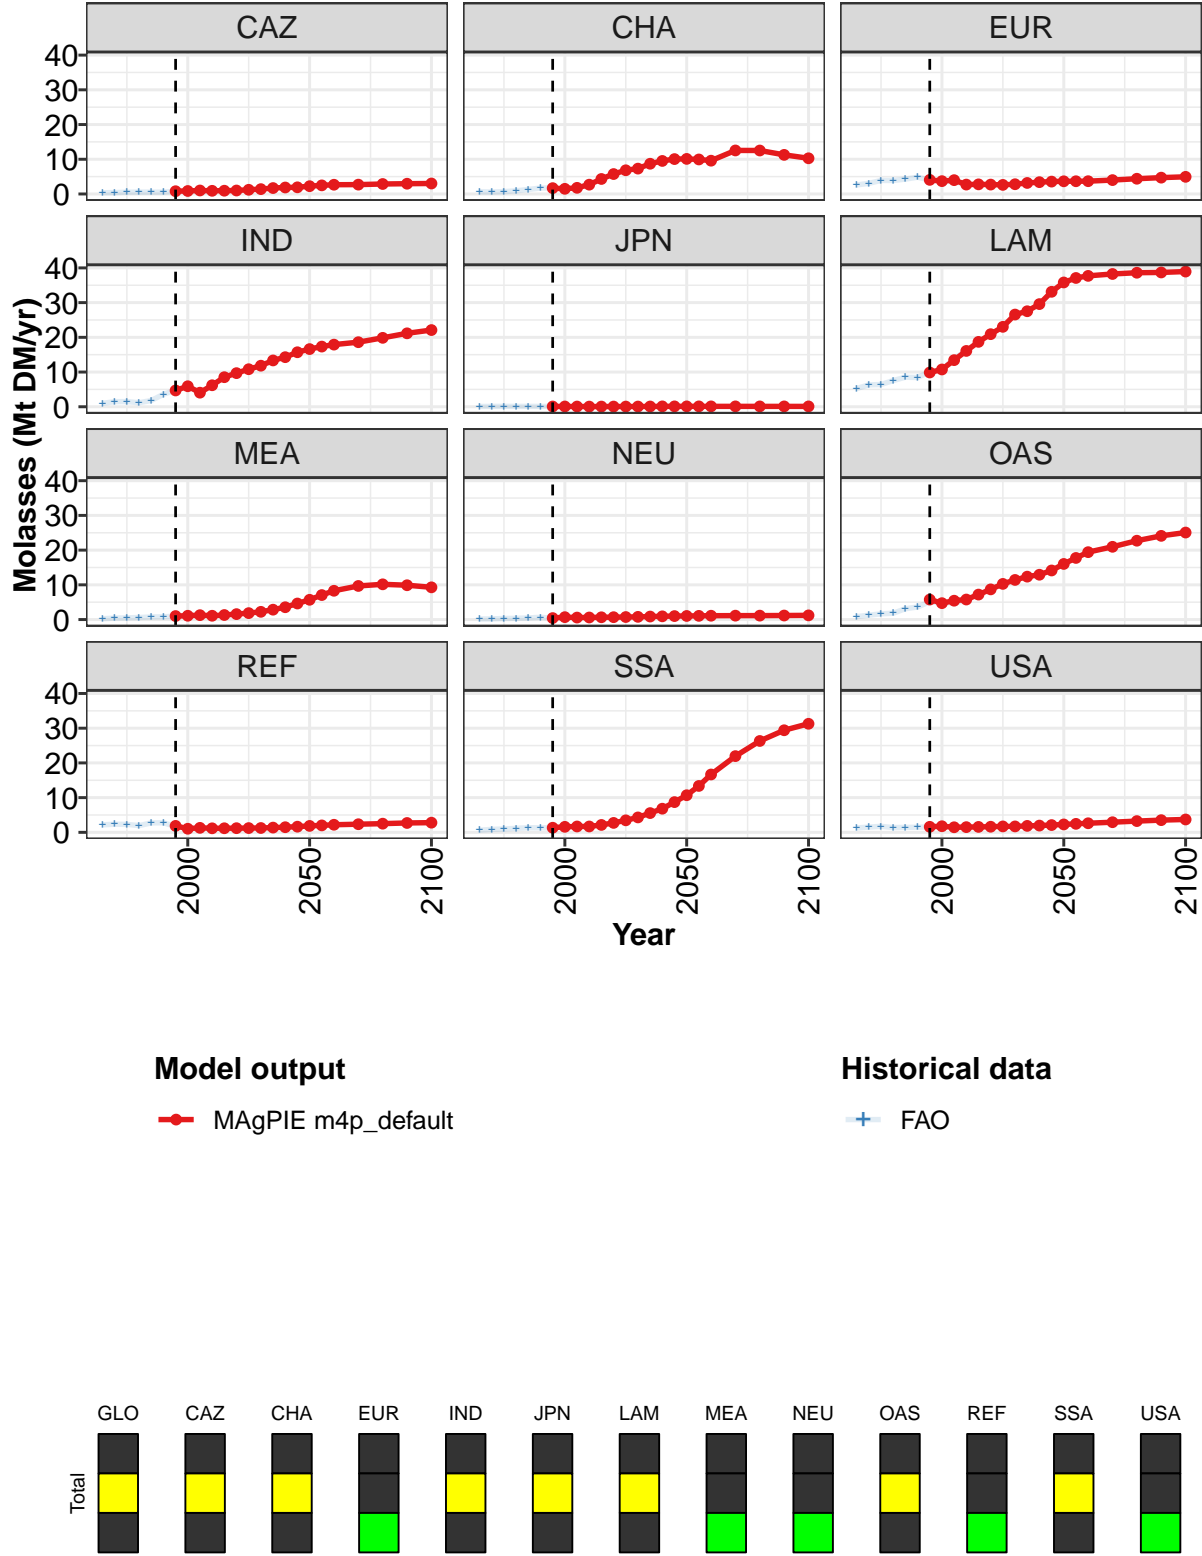 CAZ CHA EUR
40
30
20
10
0
IND JPN LAM
40
30
20
10
0
MEA NEU OAS
40
30
20
10
0
REF SSA USA
40
30
20
10
0
2000 2050 2100 2000 2050 2100 2000 2050 2100
Molasses (Mt DM/yr)
Year
Model output
MAgPIE m4p_default
Historical data
FAO
GLO CAZ CHA EUR IND JPN LAM MEA NEU OAS REF SSA USA
Total